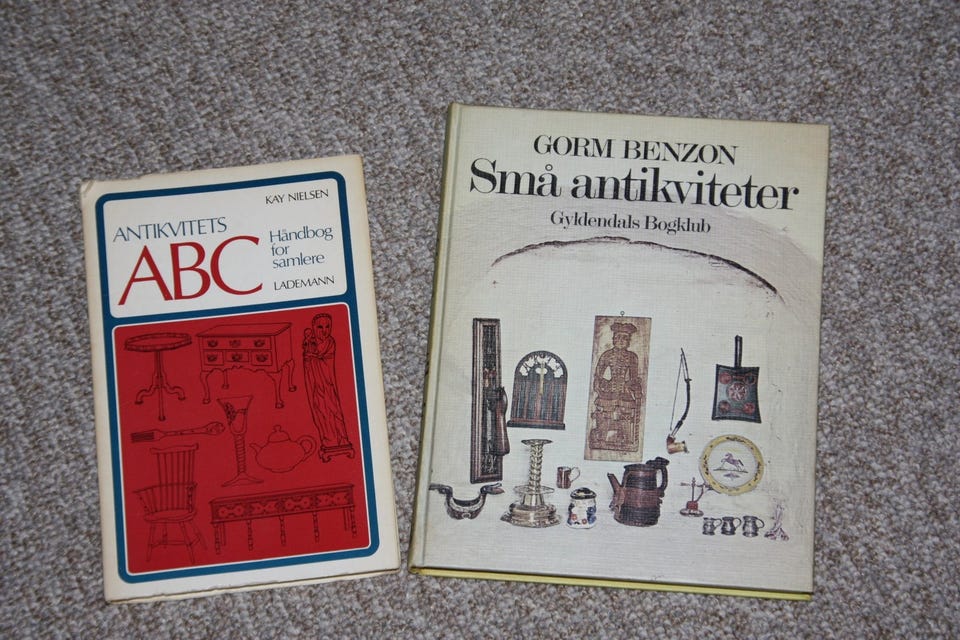 KAY NIELSEN
ANTIKVITETS
ABC
Håndbog
for
samlere
LADEMANN
GORM BENZON
Små antikviteter
Gyldendals Bogklub